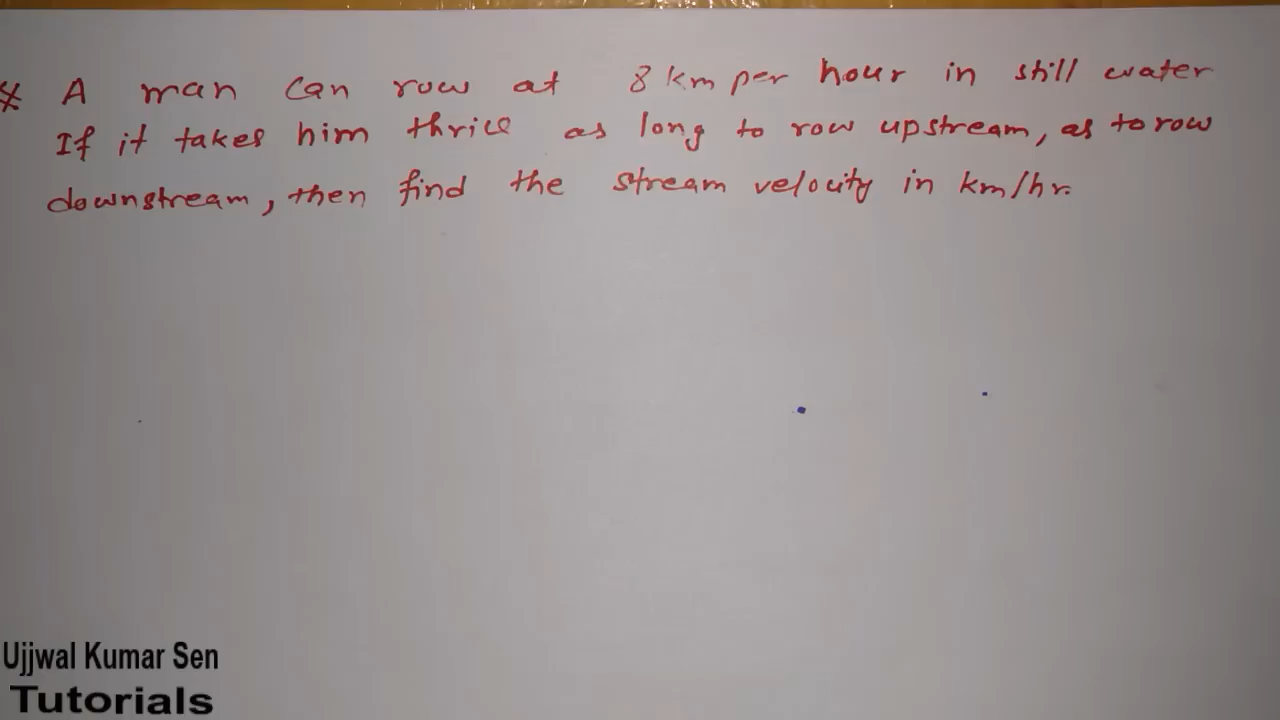 * A man can row at 8 km per hour in still water
If it takes him thrice as long to row upstream, as to row
downstream, then find the stream velocity in km/hr.
Ujjwal Kumar Sen
Tutorials